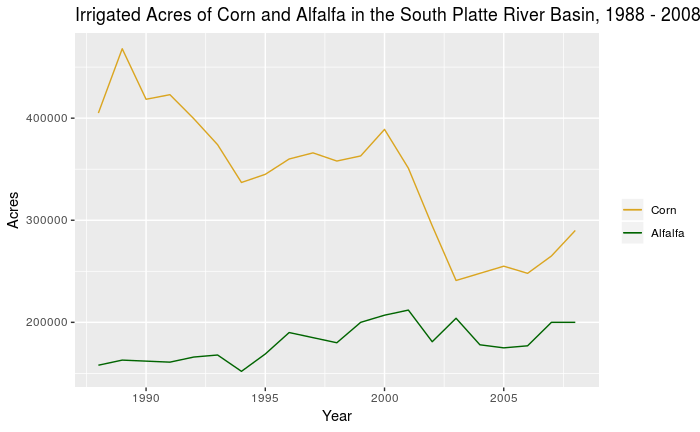 Irrigated Acres of Corn and Alfalfa in the South Platte River Basin, 1988 - 2008
Acres
400000
300000
200000
1990
1995
2000
2005
Year
Corn
Alfalfa